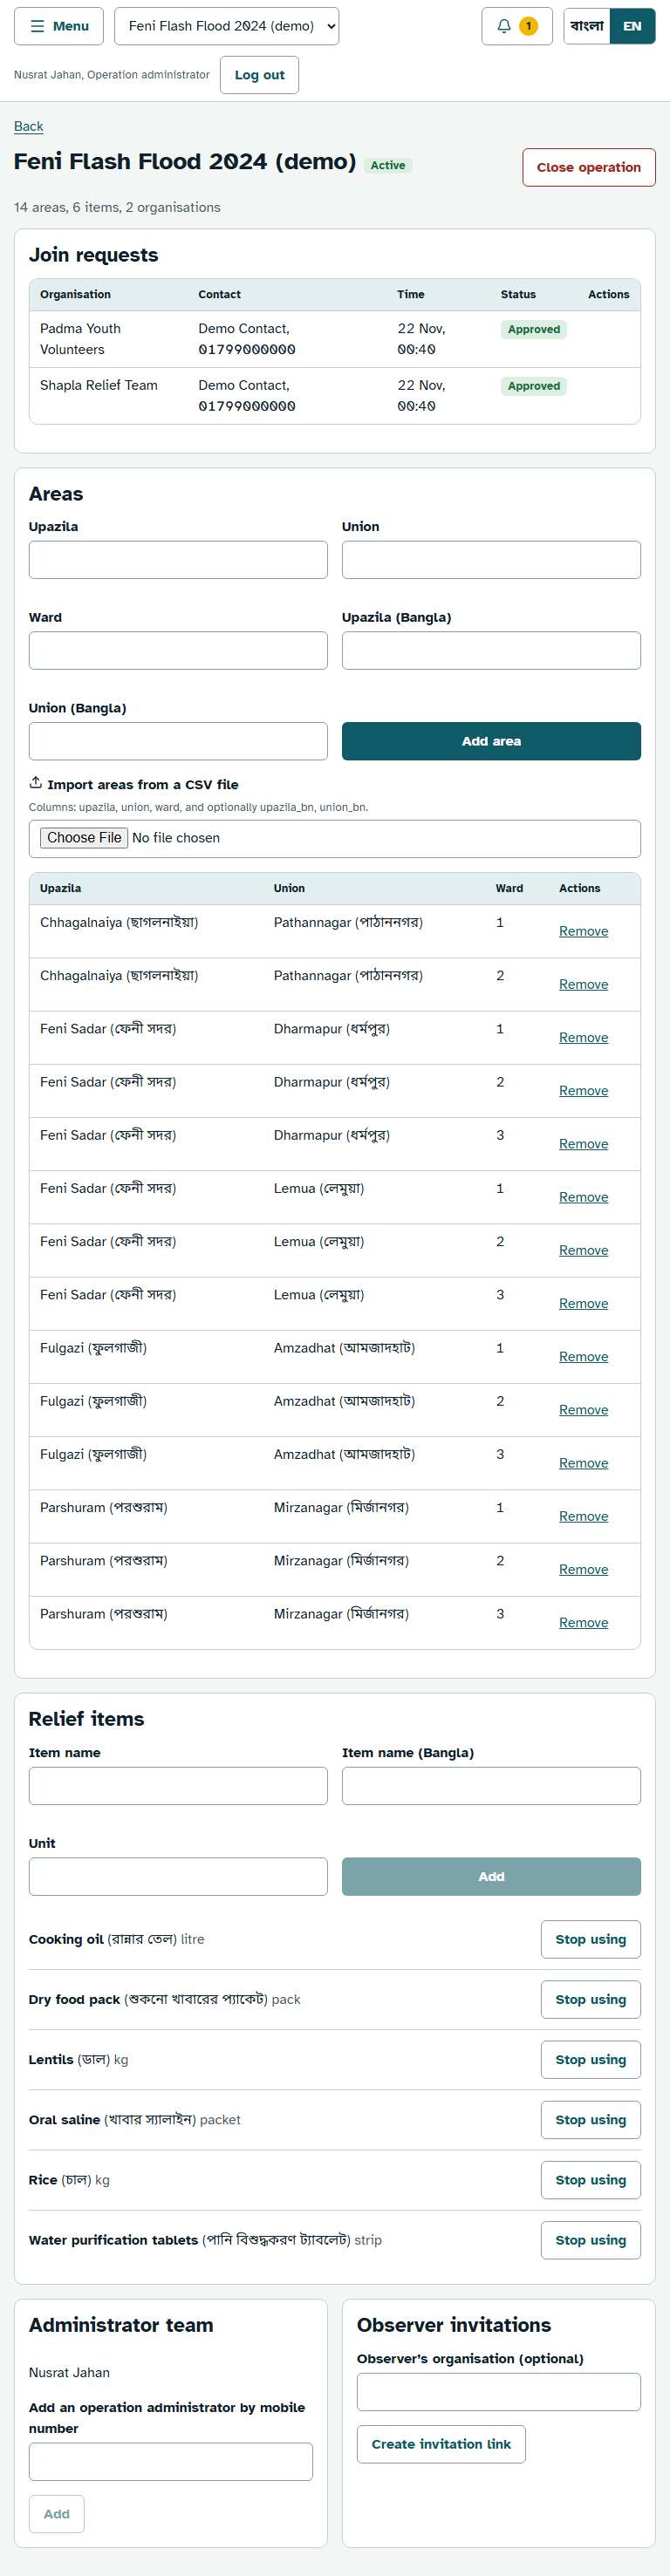 Menu
Feni Flash Flood 2024 (demo)
1
বাংলা
EN
Nusrat Jahan, Operation administrator
Log out
Back
Feni Flash Flood 2024 (demo)
Active
Close operation
14 areas, 6 items, 2 organisations
Join requests
Organisation Contact Time Status Actions
Padma Youth Volunteers Demo Contact, 01799000000 22 Nov, 00:40 Approved
Shapla Relief Team Demo Contact, 01799000000 22 Nov, 00:40 Approved
Areas
Upazila
Union
Ward
Upazila (Bangla)
Union (Bangla)
Add area
Import areas from a CSV file
Columns: upazila, union, ward, and optionally upazila_bn, union_bn.
Choose File No file chosen
Upazila Union Ward Actions
Chhagalnaiya (ছাগলনাইয়া) Pathannagar (পাঠাননগর) 1 Remove
Chhagalnaiya (ছাগলনাইয়া) Pathannagar (পাঠাননগর) 2 Remove
Feni Sadar (ফেনী সদর) Dharmapur (ধর্মপুর) 1 Remove
Feni Sadar (ফেনী সদর) Dharmapur (ধর্মপুর) 2 Remove
Feni Sadar (ফেনী সদর) Dharmapur (ধর্মপুর) 3 Remove
Feni Sadar (ফেনী সদর) Lemua (লেমুয়া) 1 Remove
Feni Sadar (ফেনী সদর) Lemua (লেমুয়া) 2 Remove
Feni Sadar (ফেনী সদর) Lemua (লেমুয়া) 3 Remove
Fulgazi (ফুলগাজী) Amzadhat (আমজাদহাট) 1 Remove
Fulgazi (ফুলগাজী) Amzadhat (আমজাদহাট) 2 Remove
Fulgazi (ফুলগাজী) Amzadhat (আমজাদহাট) 3 Remove
Parshuram (পরশুরাম) Mirzanagar (মির্জানগর) 1 Remove
Parshuram (পরশুরাম) Mirzanagar (মির্জানগর) 2 Remove
Parshuram (পরশুরাম) Mirzanagar (মির্জানগর) 3 Remove
Relief items
Item name
Item name (Bangla)
Unit
Add
Cooking oil (রান্নার তেল) litre Stop using
Dry food pack (শুকনো খাবারের প্যাকেট) pack Stop using
Lentils (ডাল) kg Stop using
Oral saline (খাবার স্যালাইন) packet Stop using
Rice (চাল) kg Stop using
Water purification tablets (পানি বিশুদ্ধকরণ ট্যাবলেট) strip Stop using
Administrator team
Nusrat Jahan
Add an operation administrator by mobile
number
Add
Observer invitations
Observer’s organisation (optional)
Create invitation link